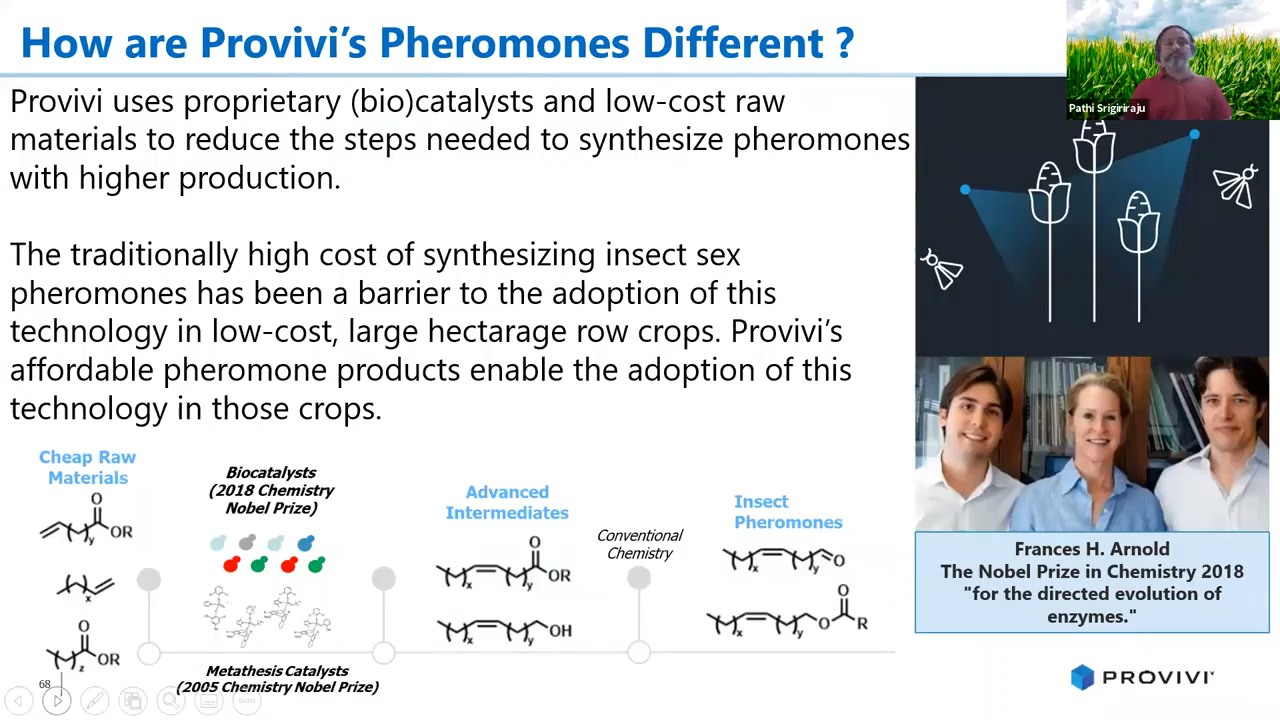 How are Provivi’s Pheromones Different ?
Pathi Srigiriraju
Provivi uses proprietary (bio)catalysts and low-cost raw
materials to reduce the steps needed to synthesize pheromones
with higher production.
The traditionally high cost of synthesizing insect sex
pheromones has been a barrier to the adoption of this
technology in low-cost, large hectarage row crops. Provivi’s
affordable pheromone products enable the adoption of this
technology in those crops.
Cheap Raw
Materials
O
OR
y
x
O
OR
z
Biocatalysts
(2018 Chemistry
Nobel Prize)
Metathesis Catalysts
(2005 Chemistry Nobel Prize)
Advanced
Intermediates
O
OR
x
y
OH
x
y
Conventional
Chemistry
Insect
Pheromones
O
x
y
O
O
R
x
y
Frances H. Arnold
The Nobel Prize in Chemistry 2018
"for the directed evolution of
enzymes."
68
PROVIVI